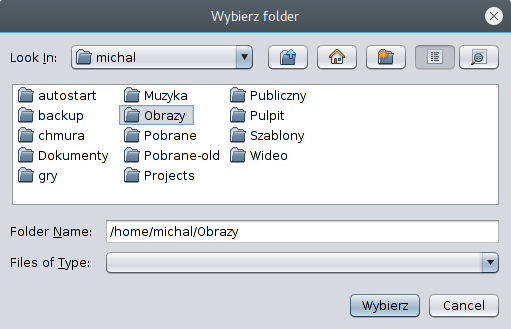 Wybierz folder
Look In: michal
autostart Muzyka Publiczny
backup Obrazy Pulpit
chmura Pobrane Szablony
Dokumenty Pobrane-old Wideo
gry Projects
Folder Name: /home/michal/Obrazy
Files of Type:
Wybierz Cancel